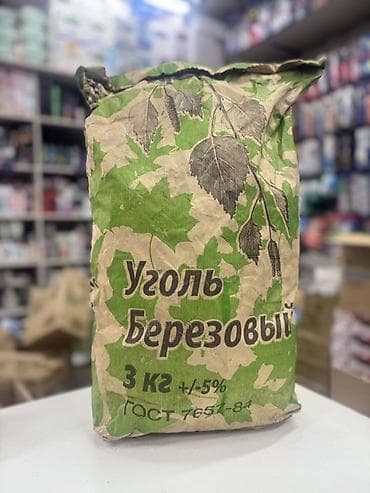 Уголь
Березовый
3 кг +/-5%
ГОСТ 7657-84